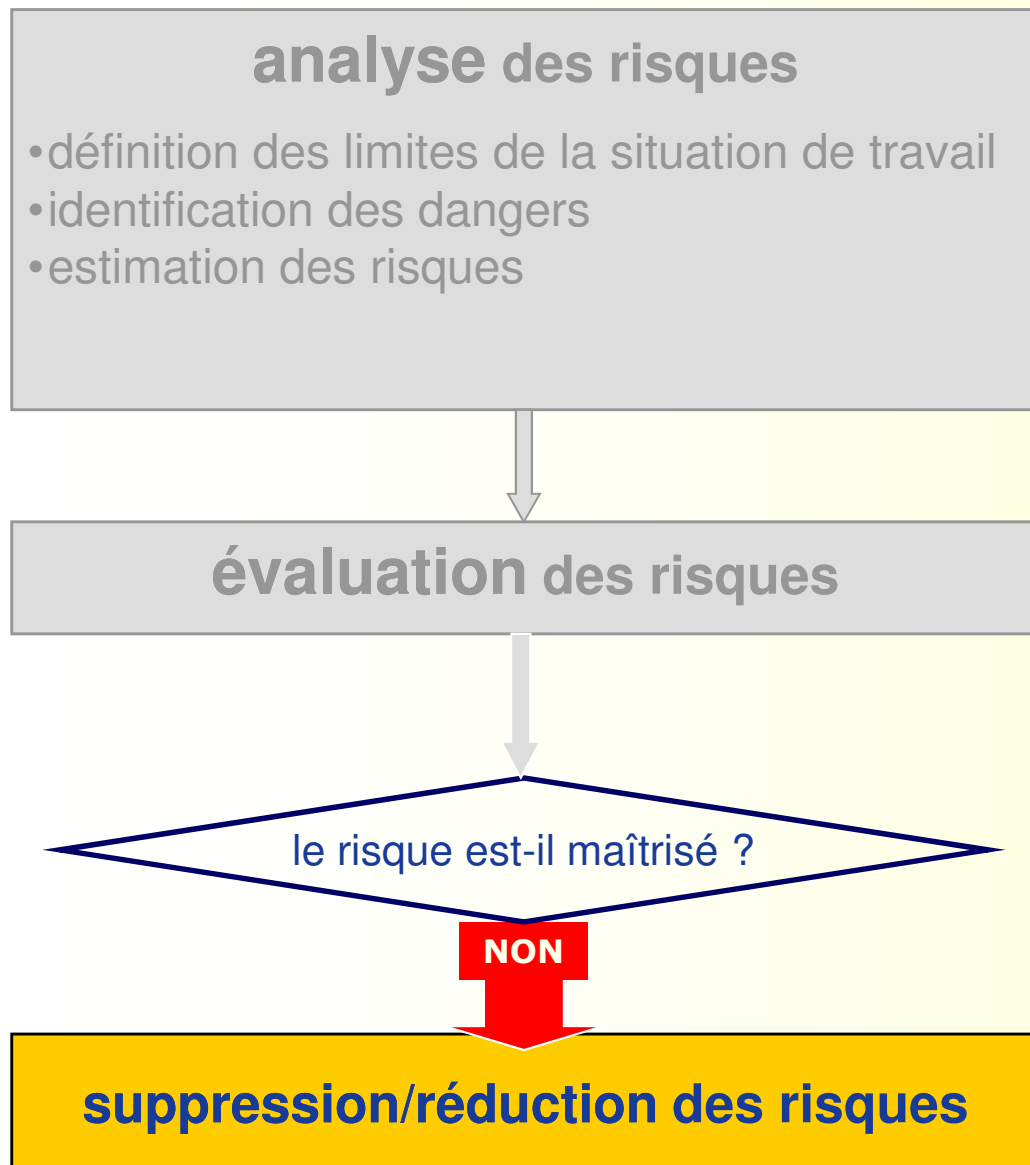 analyse des risques
•définition des limites de la situation de travail
•identification des dangers
•estimation des risques
évaluation des risques
le risque est-il maîtrisé ?
NON
suppression/réduction des risques